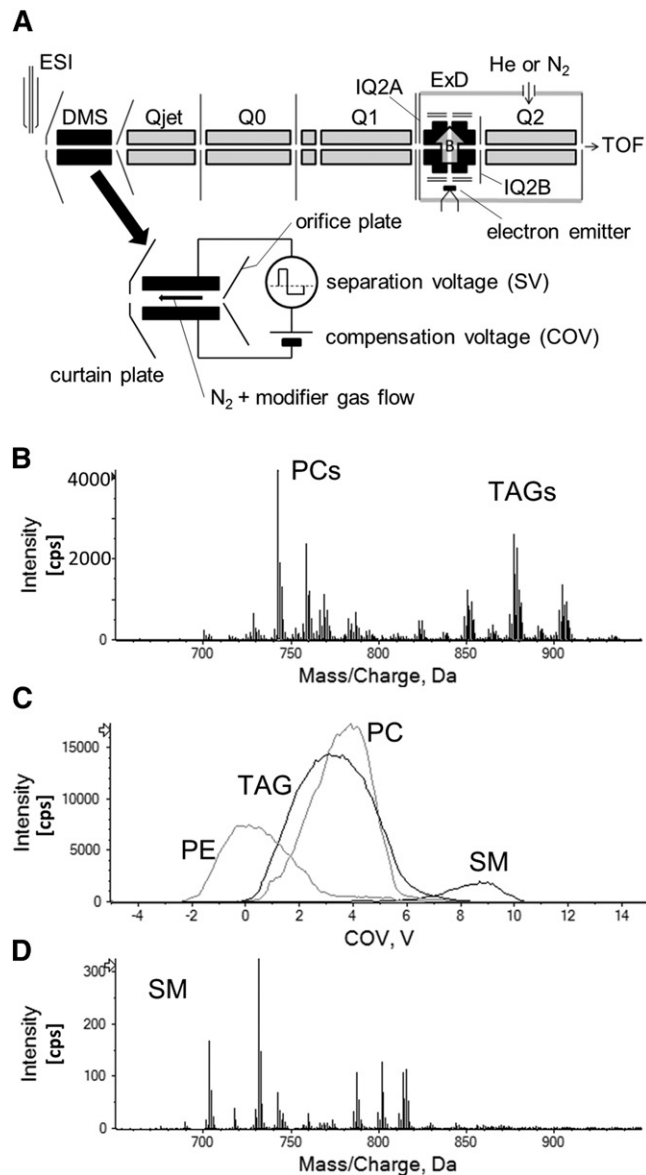 A
ESI
DMS
Qjet
Q0
Q1
IQ2A
ExD
He or N₂
B
Q2
TOF
IQ2B
electron emitter
orifice plate
separation voltage (SV)
compensation voltage (COV)
curtain plate
N₂ + modifier gas flow
B
4000
2000
0
Intensity
[cps]
PCs
TAGs
700 750 800 850 900
Mass/Charge, Da
C
15000
10000
5000
0
Intensity
[cps]
PE
TAG
PC
SM
-4 -2 0 2 4 6 8 10 12 14
COV, V
D
300
200
100
0
Intensity
[cps]
SM
700 750 800 850 900
Mass/Charge, Da